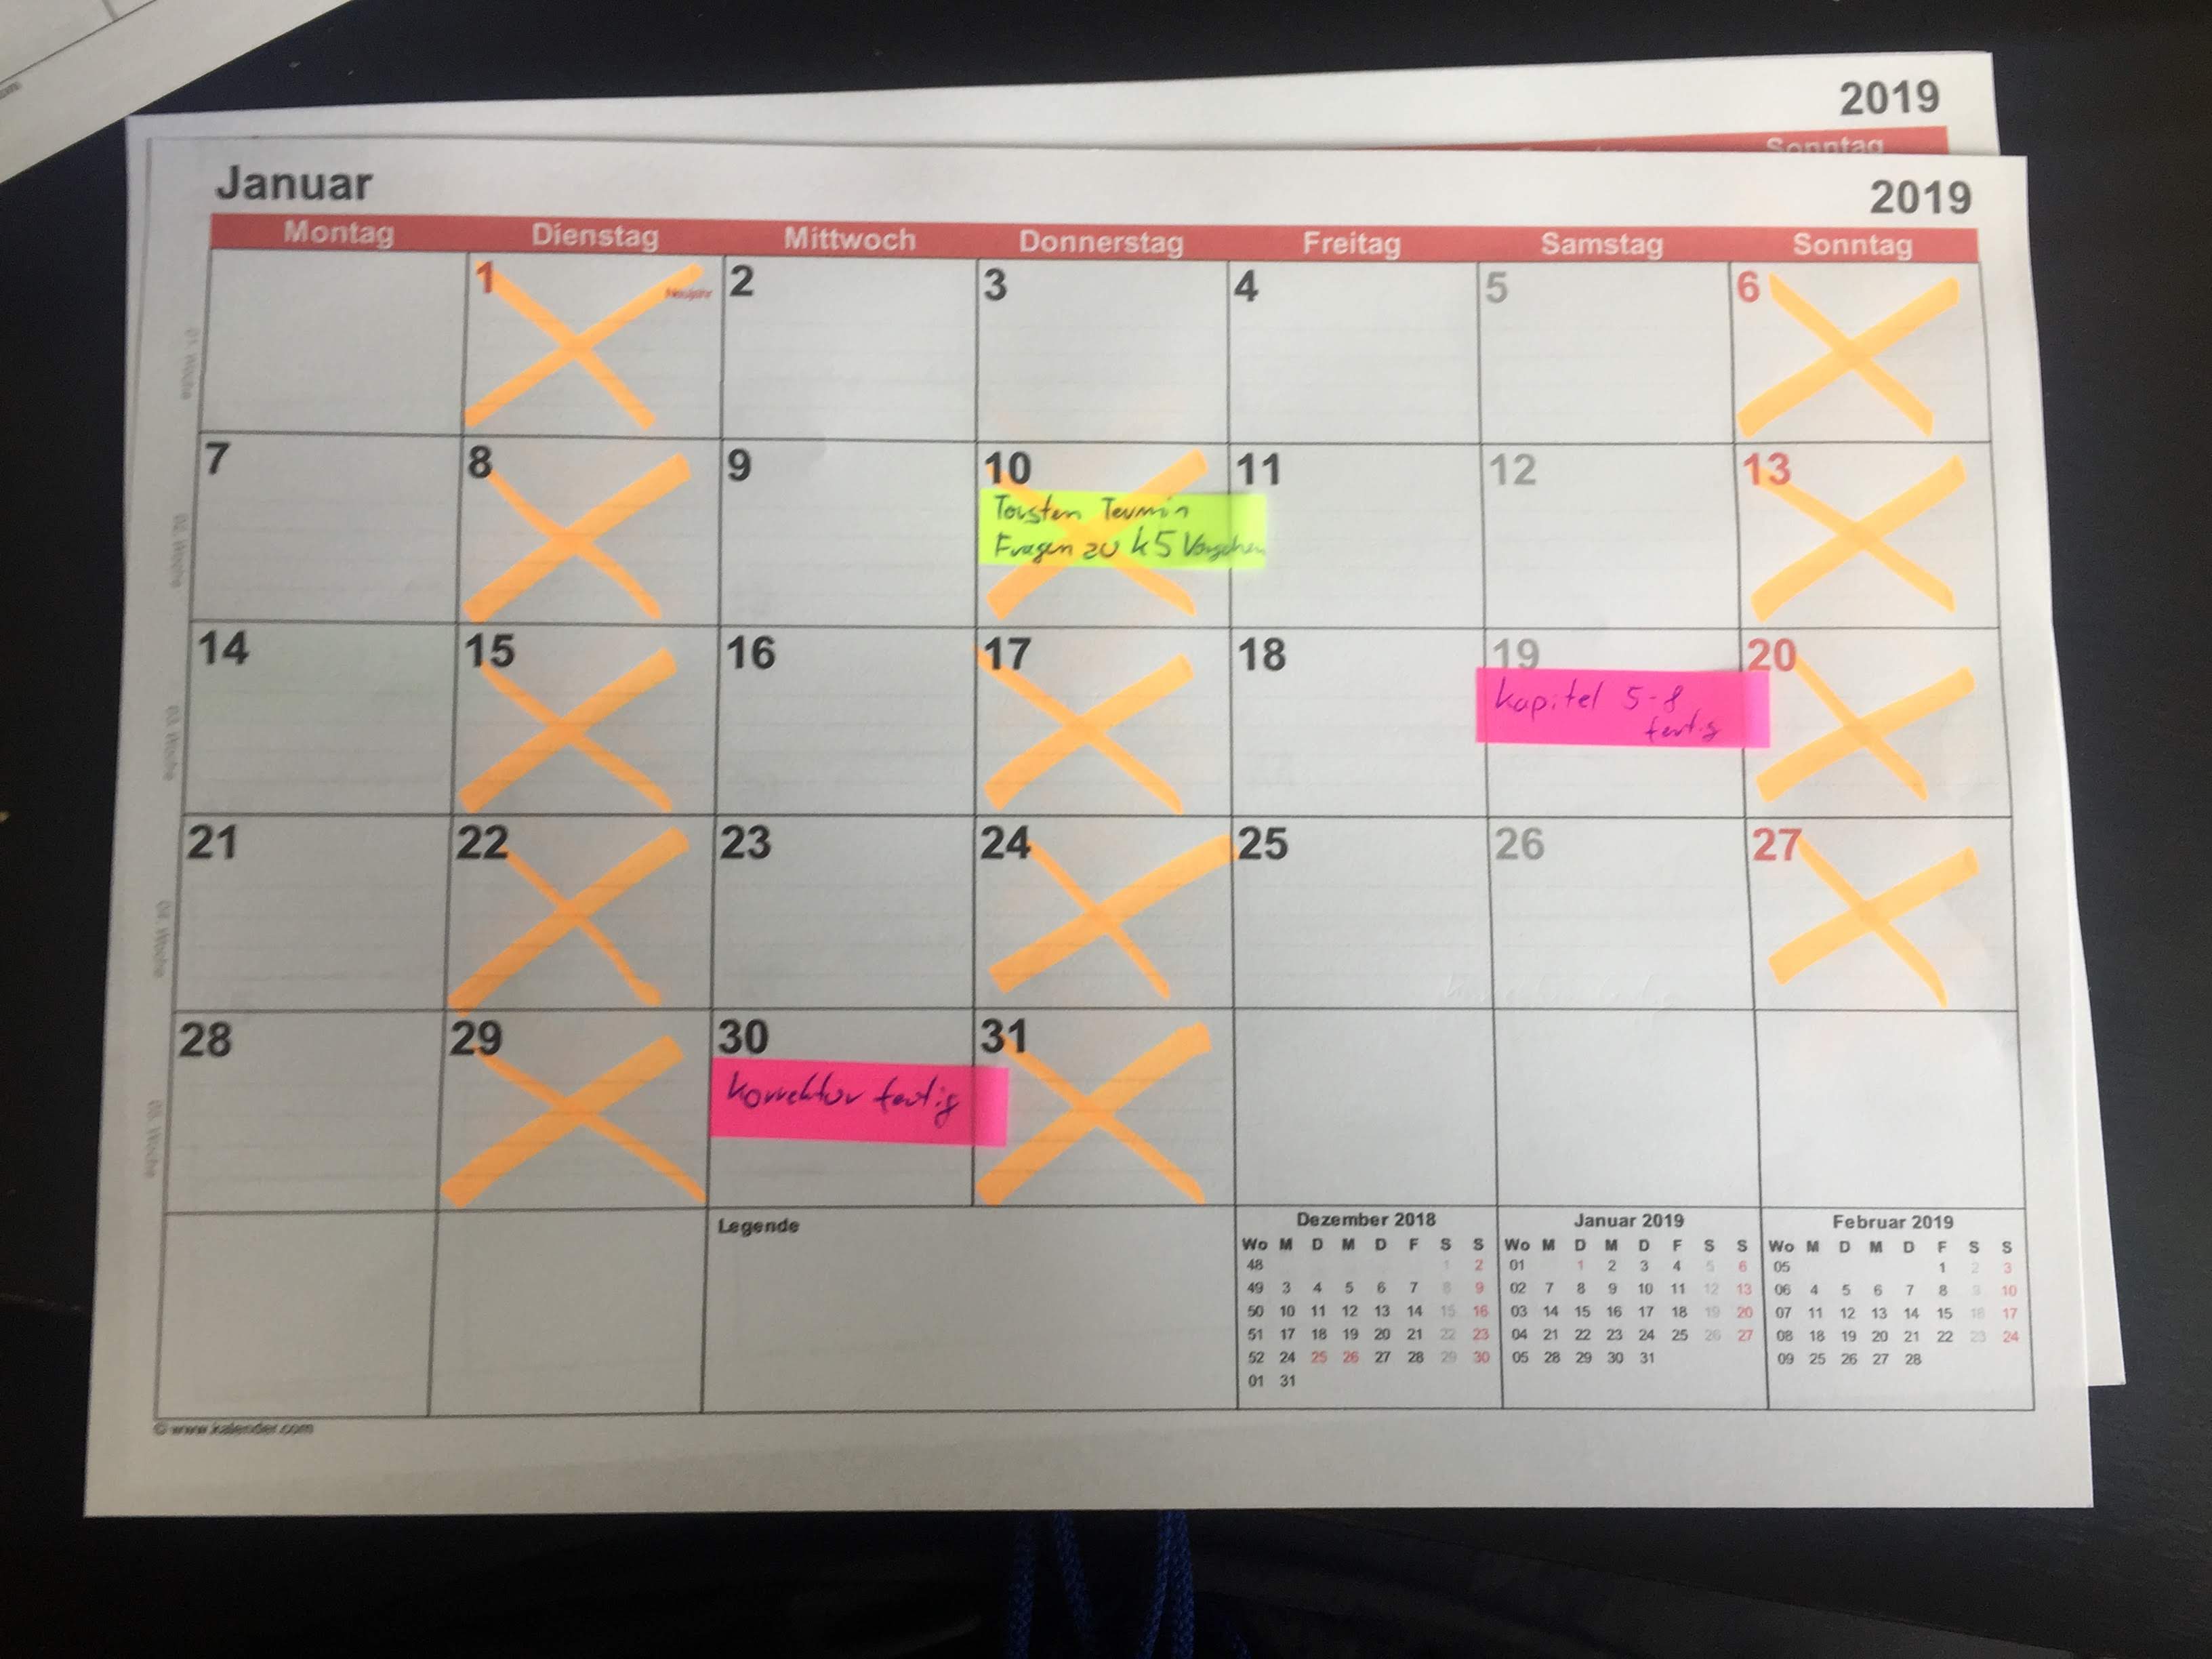 2019
Sonntag
Januar
2019
Montag Dienstag Mittwoch Donnerstag Freitag Samstag Sonntag
01. Woche
1 Neujahr 2 3 4 5 6
02. Woche
7 8 9 10 11 12 13
Torsten Termin
Fragen zu k5
03. Woche
14 15 16 17 18 19 20
Kapitel 5-8
fertig
04. Woche
21 22 23 24 25 26 27
05. Woche
28 29 30 31
Korrektur fertig
Legende
Dezember 2018
Wo M D M D F S S
48 1 2
49 3 4 5 6 7 8 9
50 10 11 12 13 14 15 16
51 17 18 19 20 21 22 23
52 24 25 26 27 28 29 30
01 31
Januar 2019
Wo M D M D F S S
01 1 2 3 4 5 6
02 7 8 9 10 11 12 13
03 14 15 16 17 18 19 20
04 21 22 23 24 25 26 27
05 28 29 30 31
Februar 2019
Wo M D M D F S S
05 1 2 3
06 4 5 6 7 8 9 10
07 11 12 13 14 15 16 17
08 18 19 20 21 22 23 24
09 25 26 27 28
© www.kalender.com